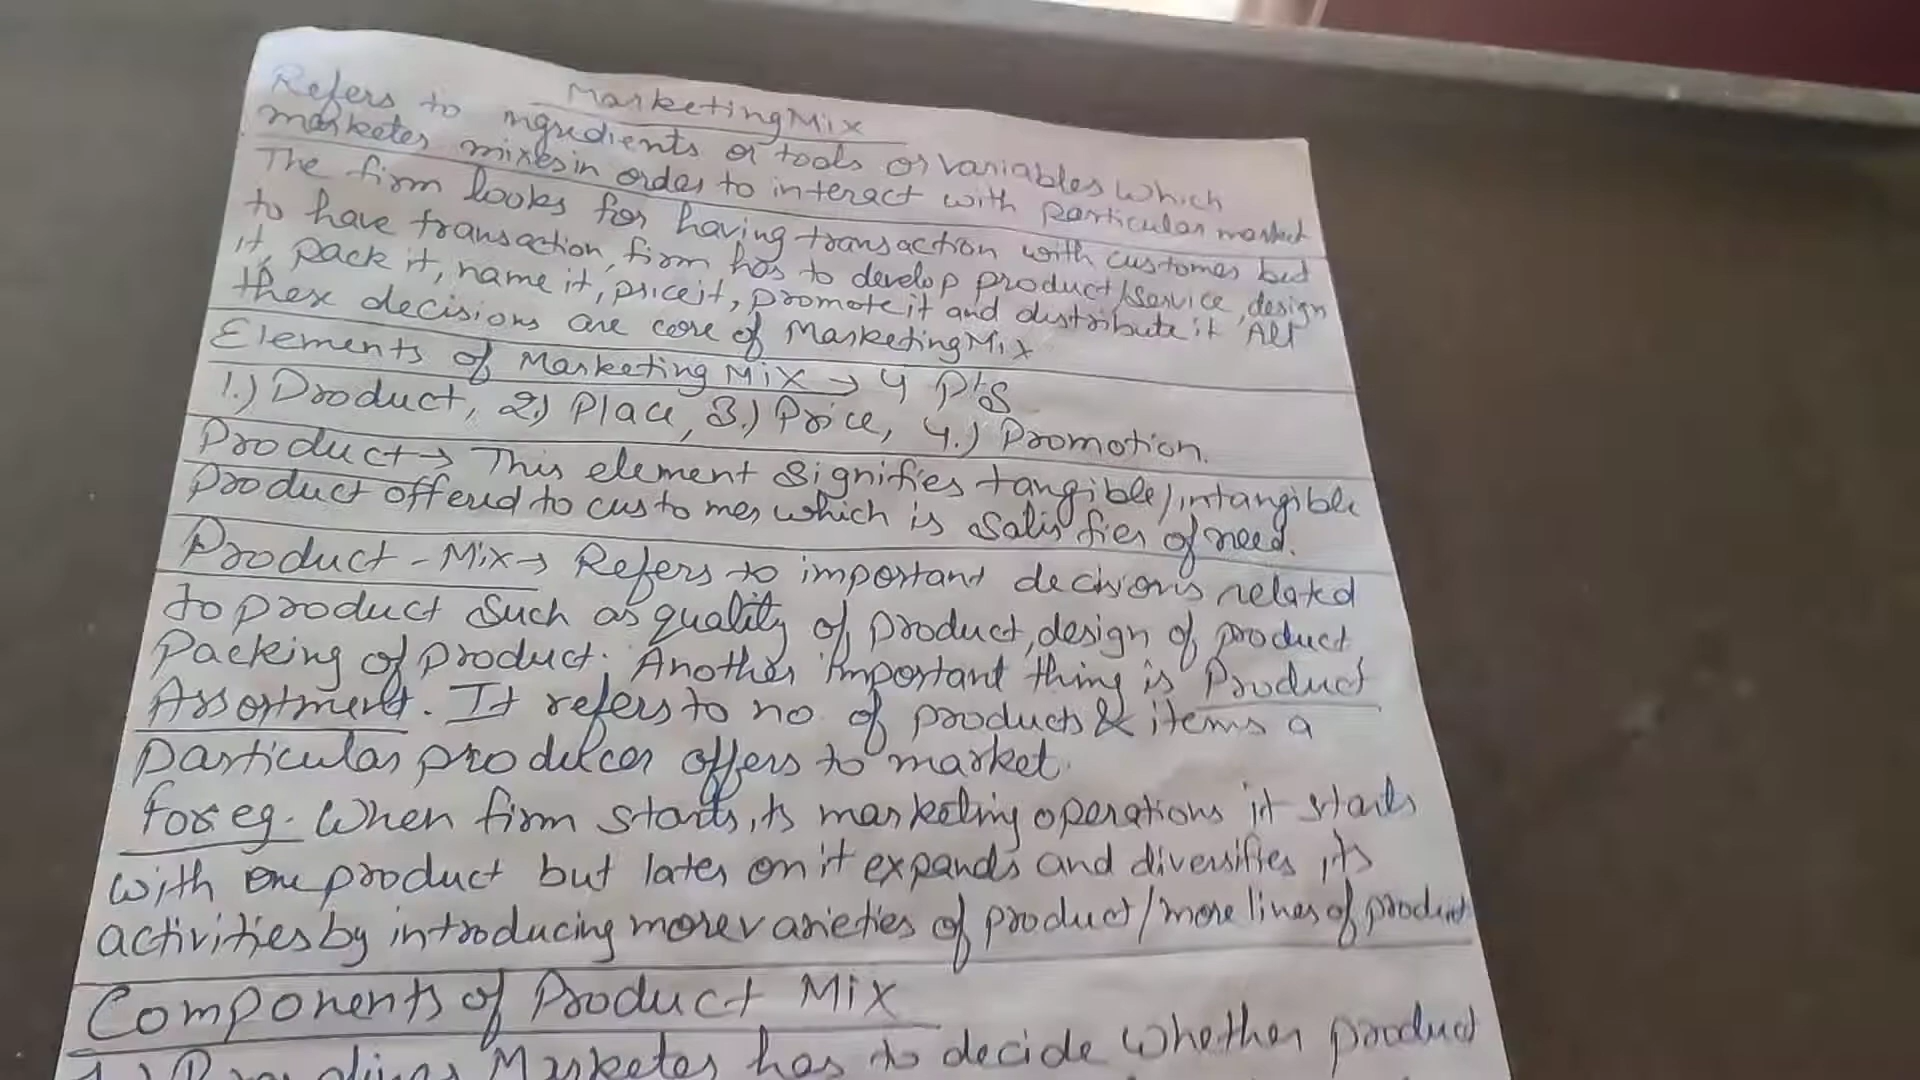 Marketing Mix
Refers to ingredients or tools or variables which
marketer mixes in order to interact with particular market
The firm looks for having transaction with customer but
to have transaction, firm has to develop product/service, design
it, pack it, name it, price it, promote it and distribute it All
these decisions are core of Marketing Mix
Elements of Marketing Mix → 4 P's
1.) Product, 2.) Place, 3.) Price, 4.) Promotion.
Product → This element signifies tangible/intangible
product offered to customer which is satisfier of need.
Product-Mix → Refers to important decisions related
to product such as quality of product, design of product
Packing of product. Another important thing is Product
Assortment. It refers to no of products & items a
particular producer offers to market.
for eg. When firm starts its marketing operations it starts
with one product but later on it expands and diversifies its
activities by introducing more varieties of product/more lines of product
Components of Product Mix
Marketer has to decide whether product